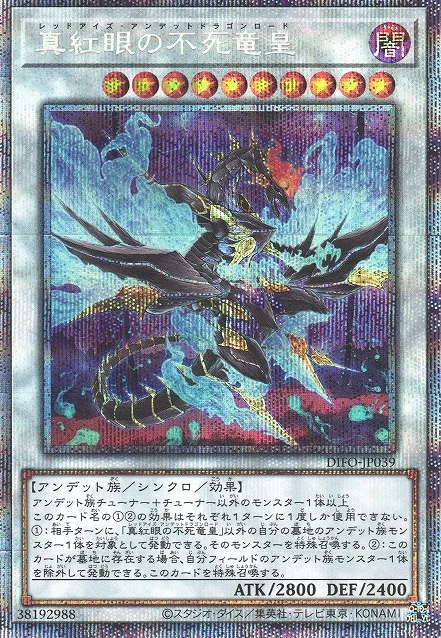 レッドアイズ・アンデットドラゴンロード
真紅眼の不死竜皇
闇
DIFO-JP039
【アンデット族／シンクロ／効果】
アンデット族チューナー＋チューナー以外のモンスター1体以上
このカード名の①②の効果はそれぞれ1ターンに1度しか使用できない。
①：相手ターンに、「真紅眼の不死竜皇」以外の自分の墓地のアンデット族モン
スター1体を対象として発動できる。そのモンスターを特殊召喚する。②：このカー
ドが墓地に存在する場合、自分フィールドのアンデット族モンスター1体
を除外して発動できる。このカードを特殊召喚する。
ATK/2800 DEF/2400
38192988
©スタジオ・ダイス/集英社・テレビ東京・KONAMI